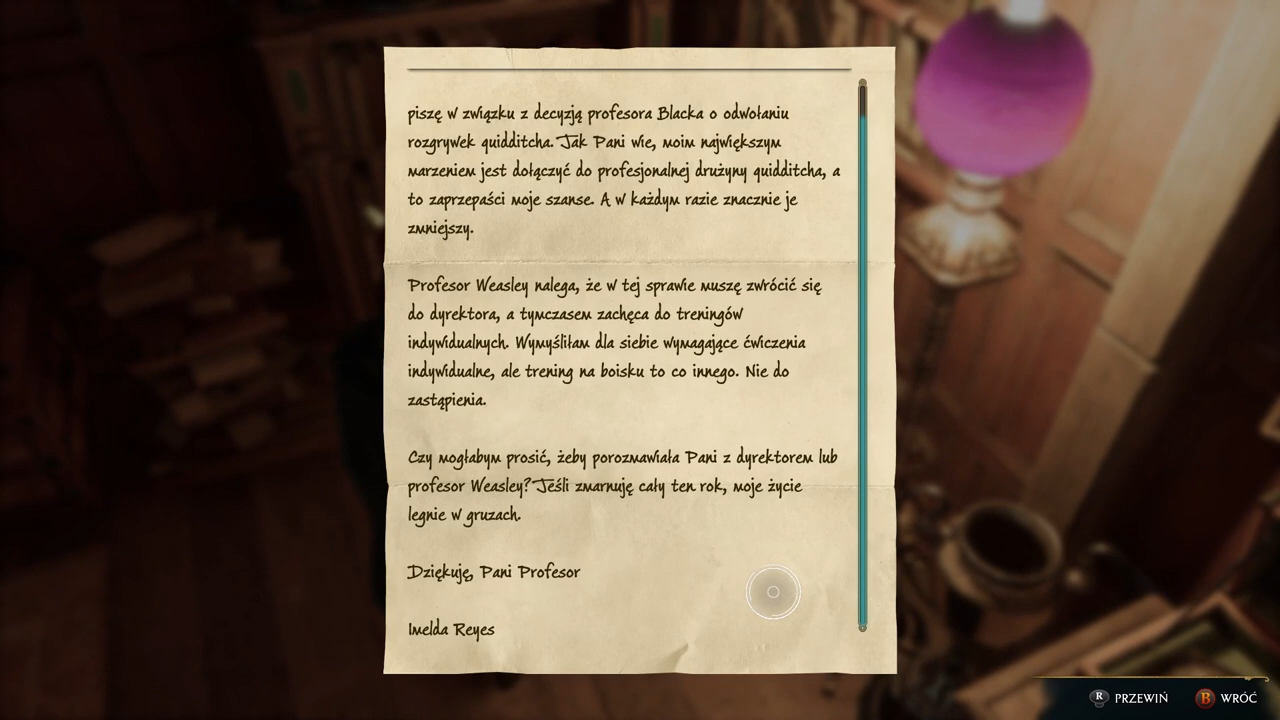 piszę w związku z decyzją profesora Blacka o odwołaniu
rozgrywek quidditcha. Jak Pani wie, moim największym
marzeniem jest dołączyć do profesjonalnej drużyny quidditcha, a
to zaprzepaści moje szanse. A w każdym razie znacznie je
zmniejszy.
Profesor Weasley nalega, że w tej sprawie muszę zwrócić się
do dyrektora, a tymczasem zachęca do treningów
indywidualnych. Wymyśliłam dla siebie wymagające ćwiczenia
indywidualne, ale trening na boisku to co innego. Nie do
zastąpienia.
Czy mogłabym prosić, żeby porozmawiała Pani z dyrektorem lub
profesor Weasley? Jeśli zmarnuję cały ten rok, moje życie
legnie w gruzach.
Dziękuję, Pani Profesor
Imelda Reyes
R PRZEWIŃ B WRÓĆ